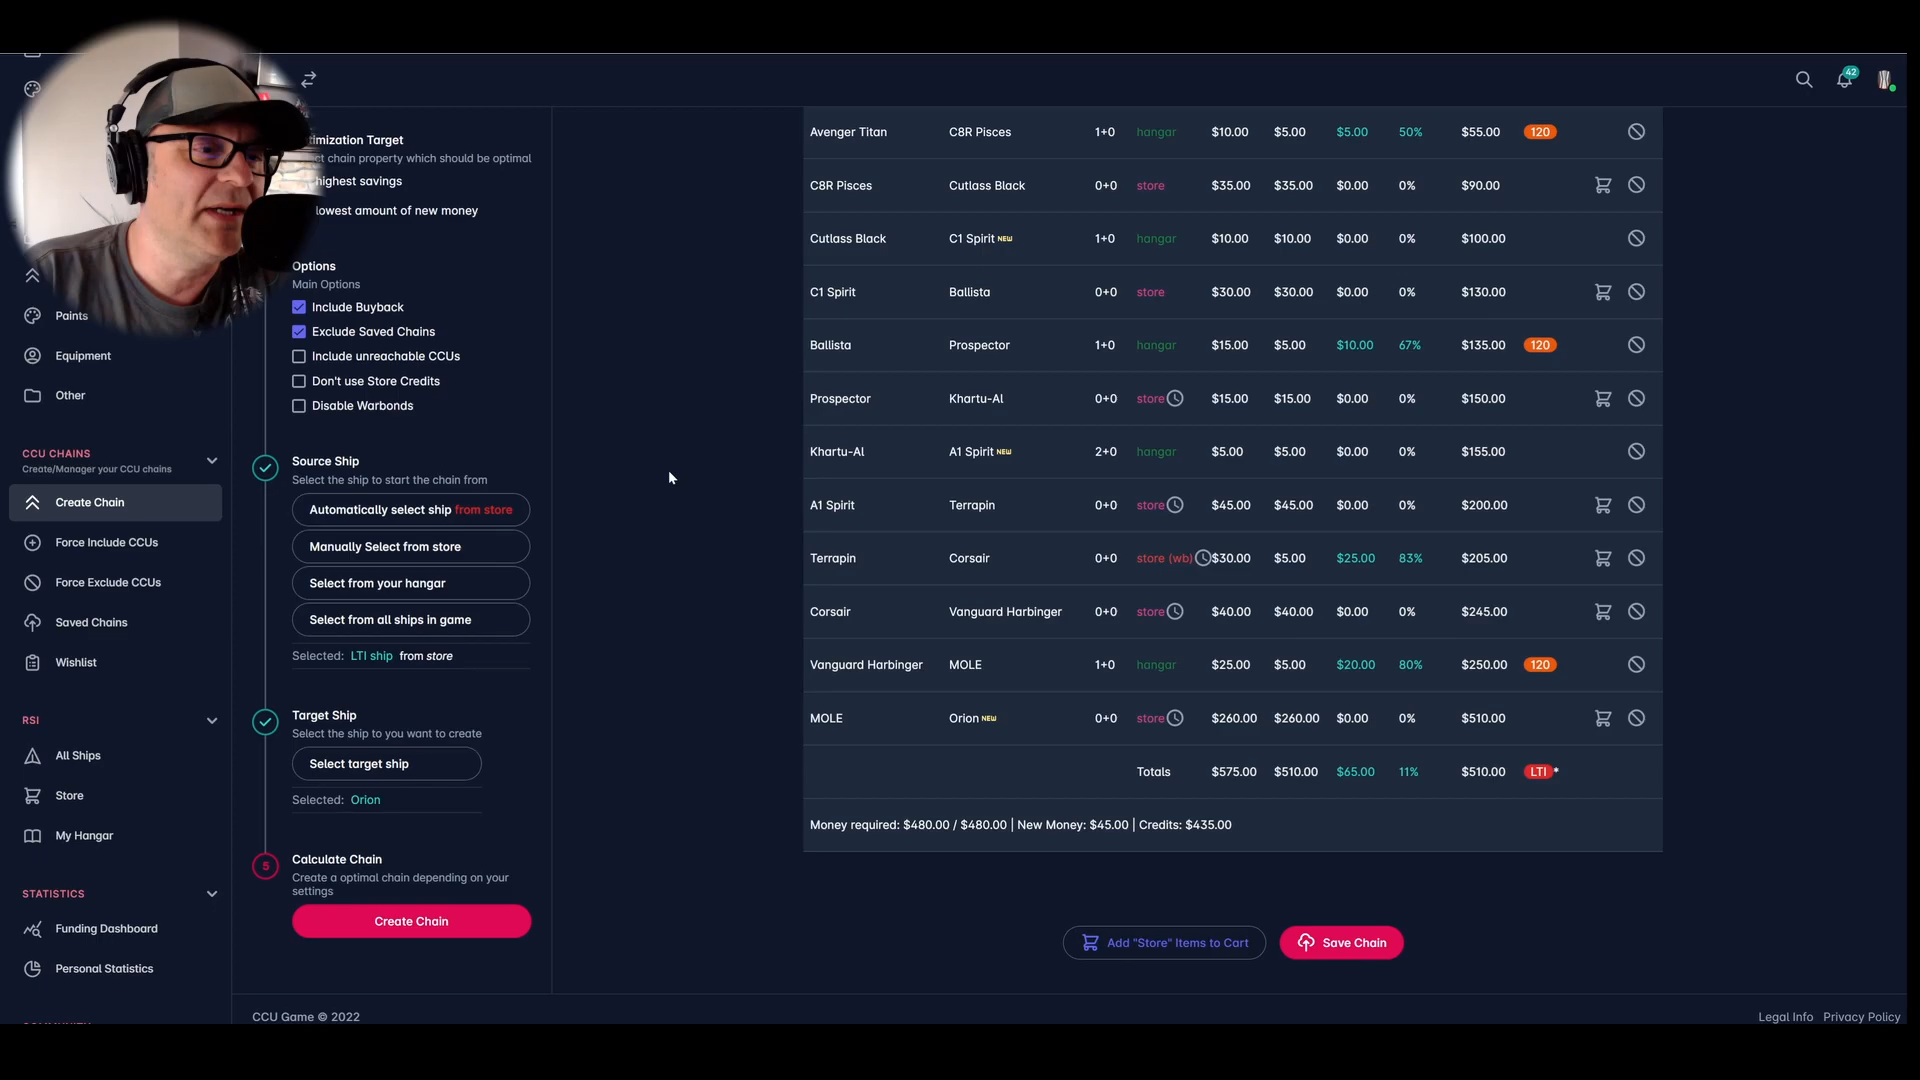 42
timization Target
ct chain property which should be optimal
highest savings
lowest amount of new money
Options
Main Options
Include Buyback
Exclude Saved Chains
Include unreachable CCUs
Don't use Store Credits
Disable Warbonds
Source Ship
Select the ship to start the chain from
Automatically select ship from store
Manually Select from store
Select from your hangar
Select from all ships in game
Selected: LTI ship from store
Target Ship
Select the ship to you want to create
Select target ship
Selected: Orion
5
Calculate Chain
Create a optimal chain depending on your
settings
Create Chain
Paints
Equipment
Other
CCU CHAINS
Create/Manager your CCU chains
Create Chain
Force Include CCUs
Force Exclude CCUs
Saved Chains
Wishlist
RSI
All Ships
Store
My Hangar
STATISTICS
Funding Dashboard
Personal Statistics
Avenger Titan C8R Pisces 1+0 hangar $10.00 $5.00 $5.00 50% $55.00 120
C8R Pisces Cutlass Black 0+0 store $35.00 $35.00 $0.00 0% $90.00
Cutlass Black C1 Spirit NEW 1+0 hangar $10.00 $10.00 $0.00 0% $100.00
C1 Spirit Ballista 0+0 store $30.00 $30.00 $0.00 0% $130.00
Ballista Prospector 1+0 hangar $15.00 $5.00 $10.00 67% $135.00 120
Prospector Khartu-Al 0+0 store $15.00 $15.00 $0.00 0% $150.00
Khartu-Al A1 Spirit NEW 2+0 hangar $5.00 $5.00 $0.00 0% $155.00
A1 Spirit Terrapin 0+0 store $45.00 $45.00 $0.00 0% $200.00
Terrapin Corsair 0+0 store (wb) $30.00 $5.00 $25.00 83% $205.00
Corsair Vanguard Harbinger 0+0 store $40.00 $40.00 $0.00 0% $245.00
Vanguard Harbinger MOLE 1+0 hangar $25.00 $5.00 $20.00 80% $250.00 120
MOLE Orion NEW 0+0 store $260.00 $260.00 $0.00 0% $510.00
Totals $575.00 $510.00 $65.00 11% $510.00 LTI *
Money required: $480.00 / $480.00 | New Money: $45.00 | Credits: $435.00
Add "Store" Items to Cart
Save Chain
CCU Game © 2022
Legal Info Privacy Policy